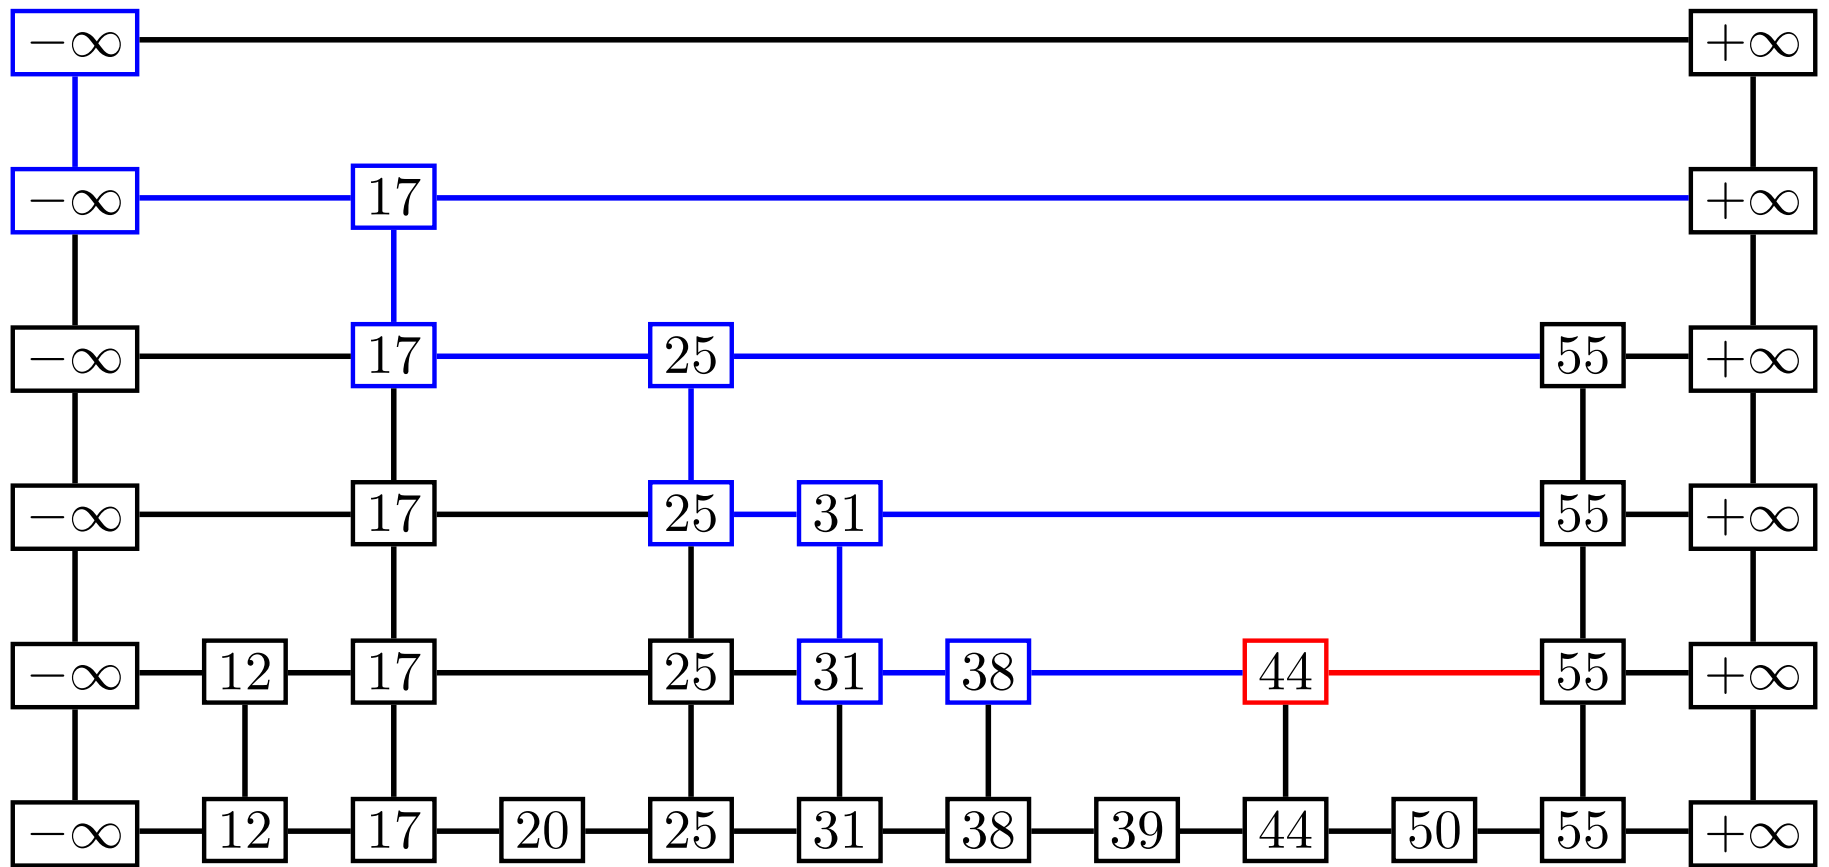 −∞ +∞
−∞ 17 +∞
−∞ 17 25 55 +∞
−∞ 17 25 31 55 +∞
−∞ 12 17 25 31 38 44 55 +∞
−∞ 12 17 20 25 31 38 39 44 50 55 +∞